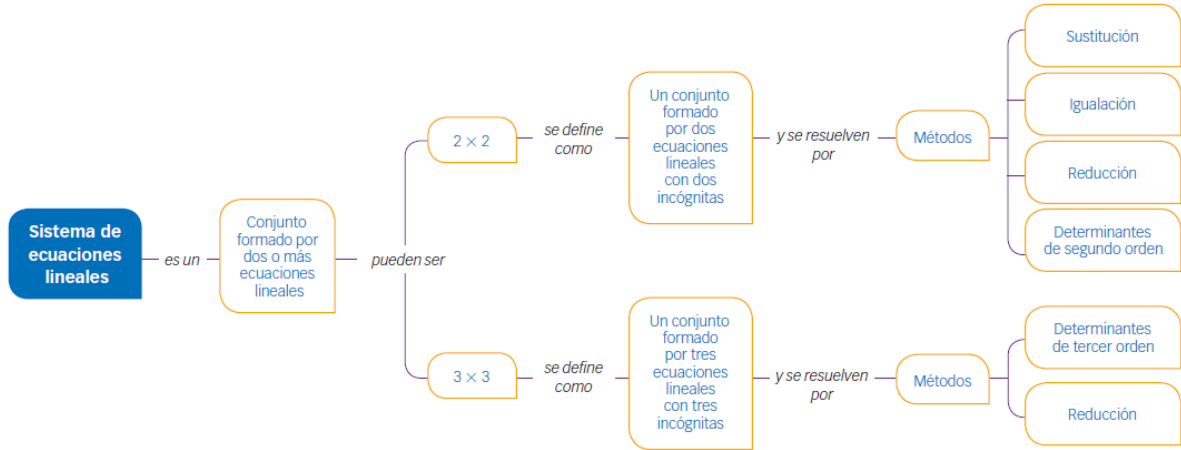 Sistema de
ecuaciones
lineales
es un
Conjunto
formado por
dos o más
ecuaciones
lineales
pueden ser
2 × 2
se define
como
Un conjunto
formado
por dos
ecuaciones
lineales
con dos
incógnitas
y se resuelven
por
Métodos
Sustitución
Igualación
Reducción
Determinantes
de segundo orden
3 × 3
se define
como
Un conjunto
formado
por tres
ecuaciones
lineales
con tres
incógnitas
y se resuelven
por
Métodos
Determinantes
de tercer orden
Reducción